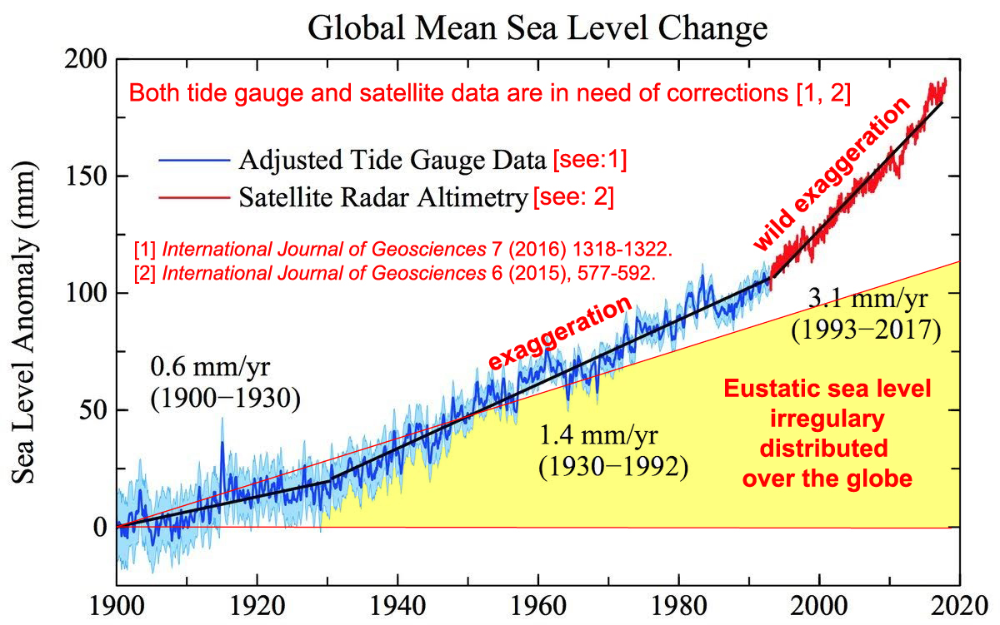 Global Mean Sea Level Change
200
Both tide gauge and satellite data are in need of corrections [1, 2]
Adjusted Tide Gauge Data [see:1]
150
Satellite Radar Altimetry [see: 2]
wild exaggeration
[1] International Journal of Geosciences 7 (2016) 1318-1322.
[2] International Journal of Geosciences 6 (2015), 577-592.
Sea Level Anomaly (mm)
100
3.1 mm/yr
(1993−2017)
exaggeration
0.6 mm/yr
(1900−1930)
Eustatic sea level
irregulary
distributed
over the globe
50
1.4 mm/yr
(1930−1992)
0
1900 1920 1940 1960 1980 2000 2020